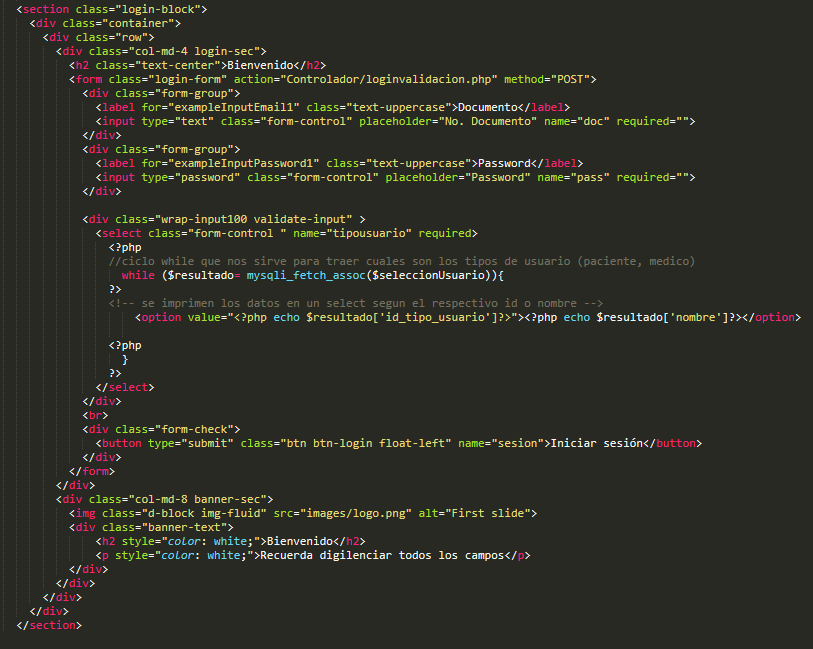 <section class="login-block">
<div class="container">
<div class="row">
<div class="col-md-4 login-sec">
<h2 class="text-center">Bienvenido</h2>
<form class="login-form" action="Controlador/loginvalidacion.php" method="POST">
<div class="form-group">
<label for="exampleInputEmail1" class="text-uppercase">Documento</label>
<input type="text" class="form-control" placeholder="No. Documento" name="doc" required="">
</div>
<div class="form-group">
<label for="exampleInputPassword1" class="text-uppercase">Password</label>
<input type="password" class="form-control" placeholder="Password" name="pass" required="">
</div>
<div class="wrap-input100 validate-input" >
<select class="form-control " name="tipousuario" required>
<?php
//ciclo while que nos sirve para traer cuales son los tipos de usuario (paciente, medico)
while ($resultado= mysqli_fetch_assoc($seleccionUsuario)){
?>
<!-- se imprimen los datos en un select segun el respectivo id o nombre -->
<option value="<?php echo $resultado['id_tipo_usuario']?>"><?php echo $resultado['nombre']?></option>
<?php
}
?>
</select>
</div>
<br>
<div class="form-check">
<button type="submit" class="btn btn-login float-left" name="sesion">Iniciar sesión</button>
</div>
</form>
</div>
<div class="col-md-8 banner-sec">
<img class="d-block img-fluid" src="images/logo.png" alt="First slide">
<div class="banner-text">
<h2 style="color: white;">Bienvenido</h2>
<p style="color: white;">Recuerda digilenciar todos los campos</p>
</div>
</div>
</div>
</div>
</section>